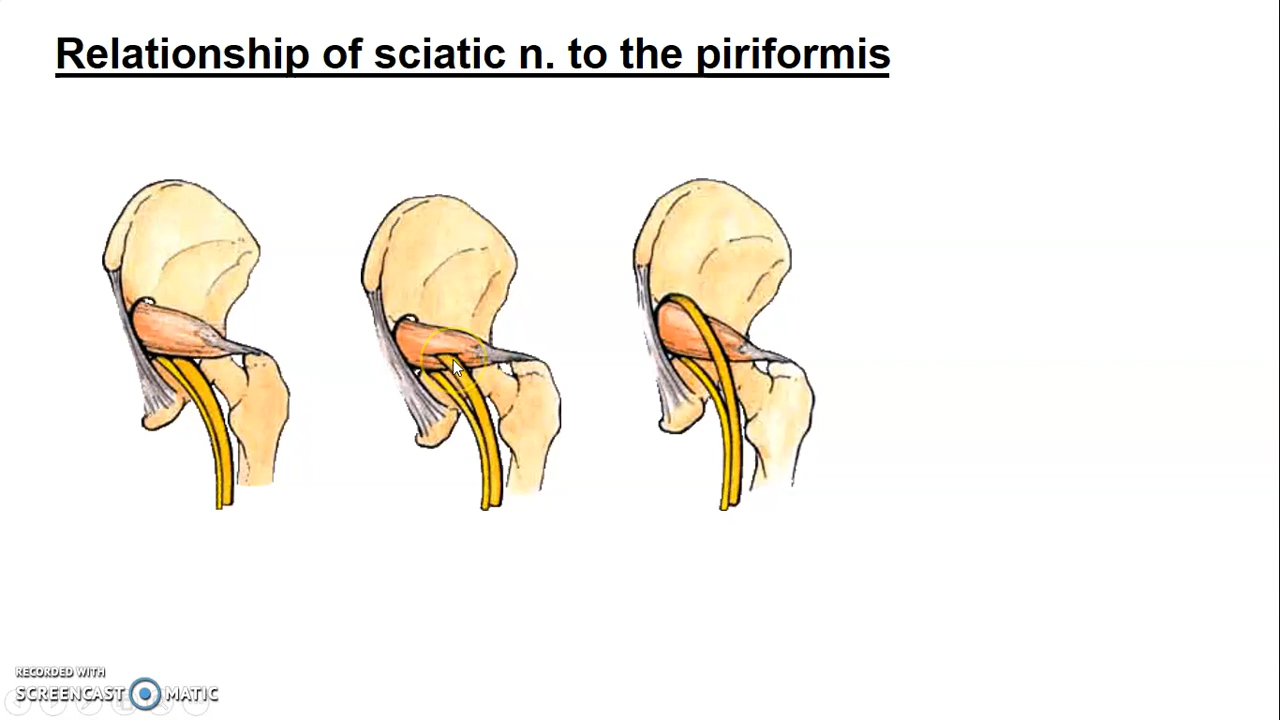 Relationship of sciatic n. to the piriformis
RECORDED WITH
SCREENCAST MATIC